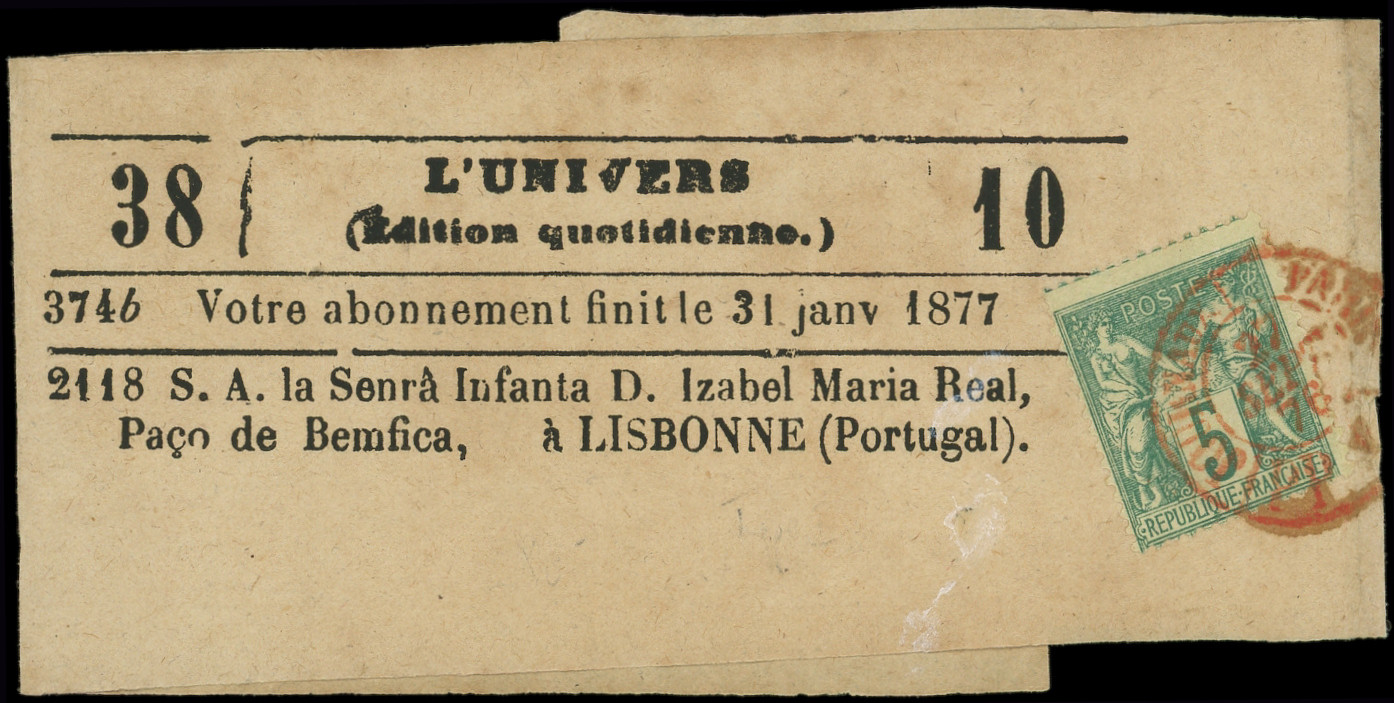 38 L'UNIVERS 10
(Édition quotidienne.)
3746 Votre abonnement finit le 31 janv 1877
2118 S. A. la Senrâ Infanta D. Izabel Maria Real,
Paço de Bemfica, à LISBONNE (Portugal).
POSTE
5
REPUBLIQUE·FRANÇAISE